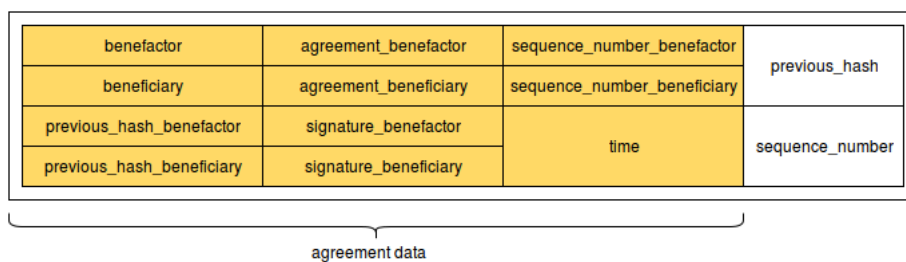 benefactor agreement_benefactor sequence_number_benefactor previous_hash
beneficiary agreement_beneficiary sequence_number_beneficiary
previous_hash_benefactor signature_benefactor time sequence_number
previous_hash_beneficiary signature_beneficiary
agreement data